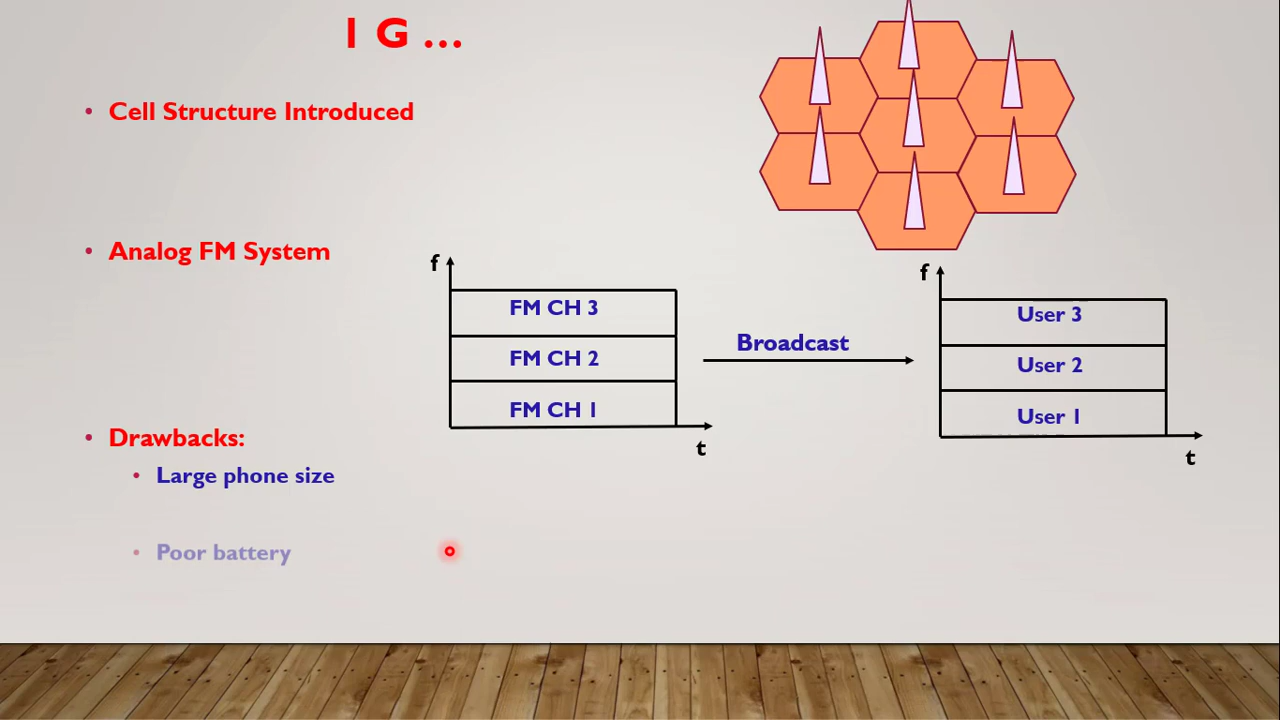 1 G ...
Cell Structure Introduced
Analog FM System
f
FM CH 3
FM CH 2
FM CH 1
t
Broadcast
f
User 3
User 2
User 1
t
Drawbacks:
Large phone size
Poor battery